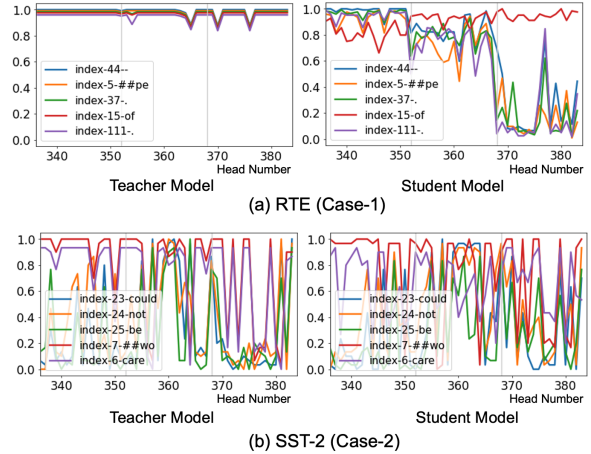 1.0
0.8
0.6
0.4
0.2
0.0
index-44--
index-5-##pe
index-37-.
index-15-of
index-111-.
340 350 360 370 380
Head Number
Teacher Model
1.0
0.8
0.6
0.4
0.2
0.0
index-44--
index-5-##pe
index-37-.
index-15-of
index-111-.
340 350 360 370 380
Head Number
Student Model
(a) RTE (Case-1)
1.0
0.8
0.6
0.4
0.2
0.0
index-23-could
index-24-not
index-25-be
index-7-##wo
index-6-care
340 350 360 370 380
Head Number
Teacher Model
1.0
0.8
0.6
0.4
0.2
0.0
index-23-could
index-24-not
index-25-be
index-7-##wo
index-6-care
340 350 360 370 380
Head Number
Student Model
(b) SST-2 (Case-2)